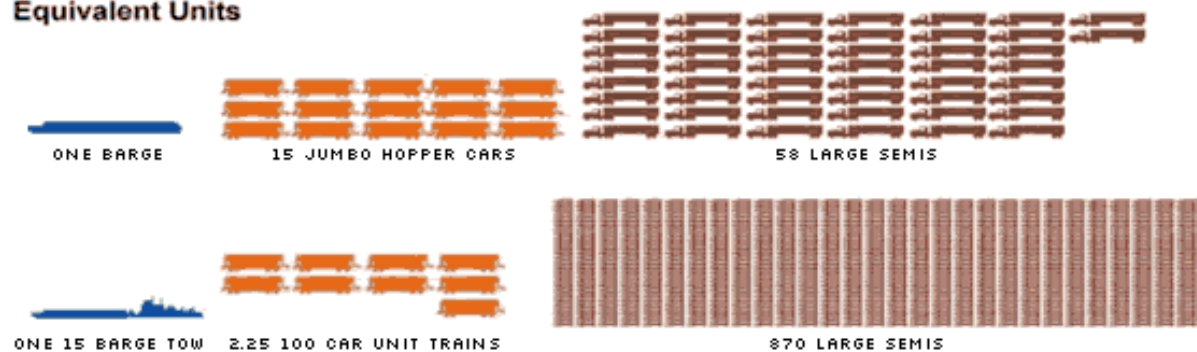 Equivalent Units
ONE BARGE
15 JUMBO HOPPER CARS
58 LARGE SEMIS
ONE 15 BARGE TOW
2.25 100 CAR UNIT TRAINS
870 LARGE SEMIS